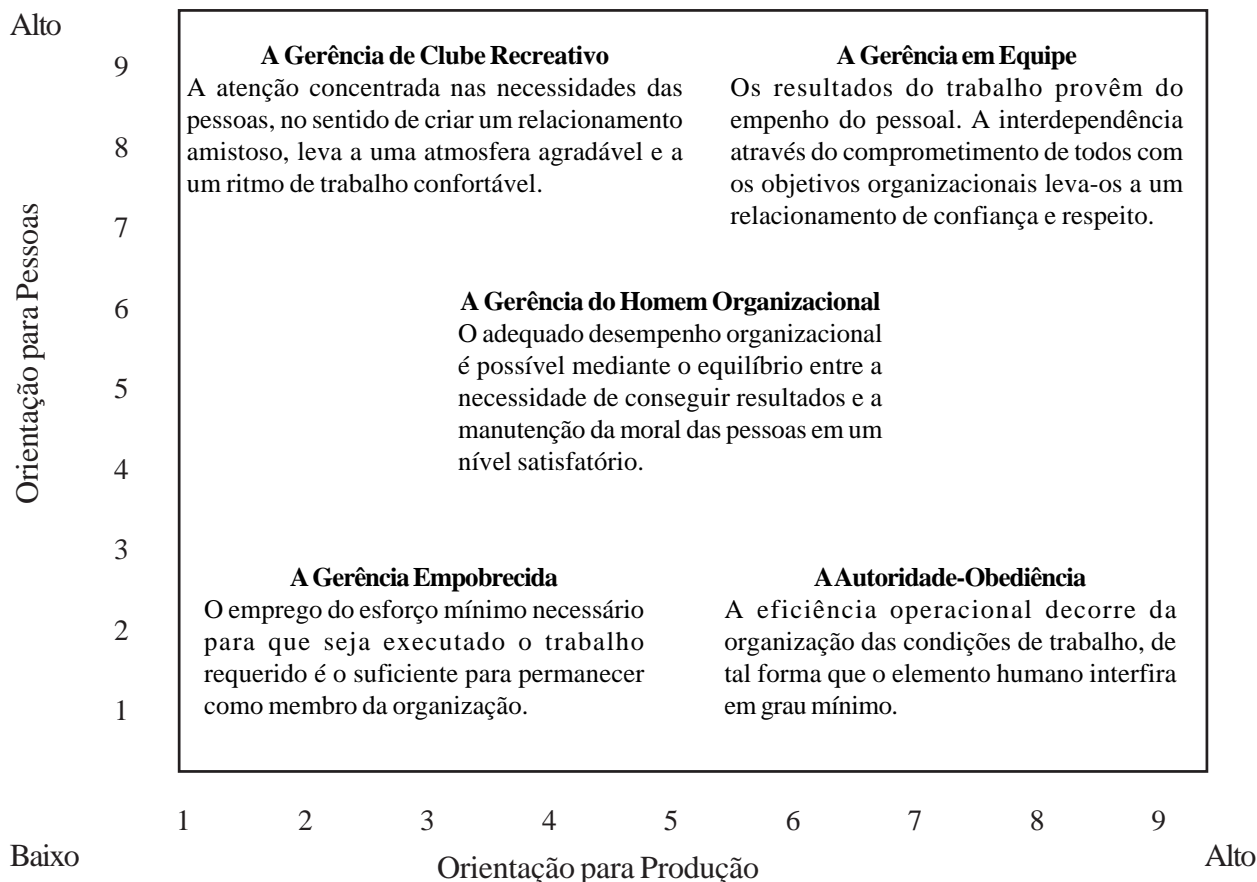 Alto
Orientação para Pessoas
9
8
7
6
5
4
3
2
1
A Gerência de Clube Recreativo
A atenção concentrada nas necessidades das
pessoas, no sentido de criar um relacionamento
amistoso, leva a uma atmosfera agradável e a
um ritmo de trabalho confortável.
A Gerência em Equipe
Os resultados do trabalho provêm do
empenho do pessoal. A interdependência
através do comprometimento de todos com
os objetivos organizacionais leva-os a um
relacionamento de confiança e respeito.
A Gerência do Homem Organizacional
O adequado desempenho organizacional
é possível mediante o equilíbrio entre a
necessidade de conseguir resultados e a
manutenção da moral das pessoas em um
nível satisfatório.
A Gerência Empobrecida
O emprego do esforço mínimo necessário
para que seja executado o trabalho
requerido é o suficiente para permanecer
como membro da organização.
A Autoridade-Obediência
A eficiência operacional decorre da
organização das condições de trabalho, de
tal forma que o elemento humano interfira
em grau mínimo.
1 2 3 4 5 6 7 8 9
Baixo
Orientação para Produção
Alto